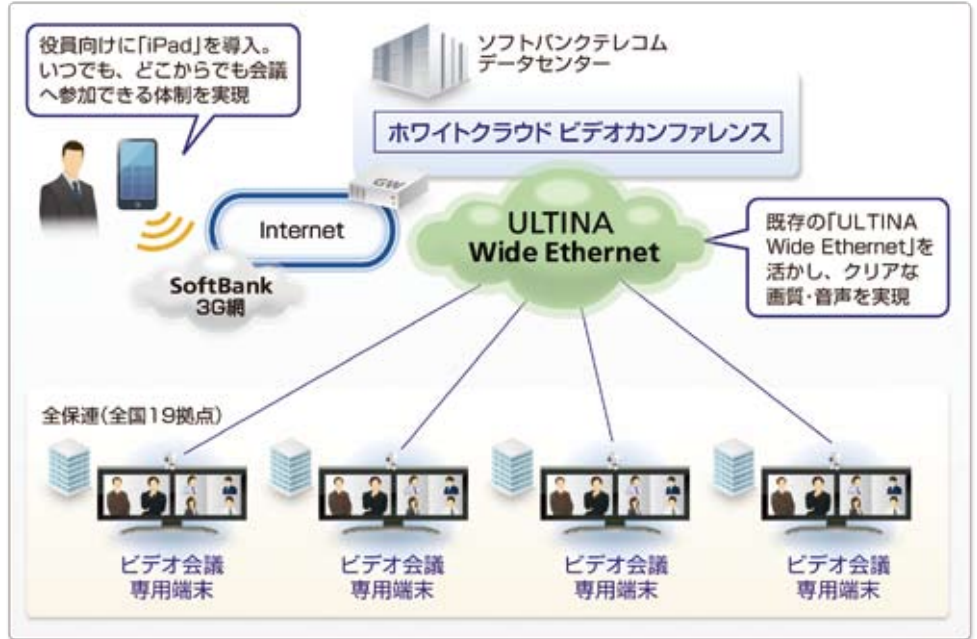 役員向けに「iPad」を導入。
いつでも、どこからでも会議
へ参加できる体制を実現
ソフトバンクテレコム
データセンター
ホワイトクラウド ビデオカンファレンス
GW
Internet
SoftBank
3G網
ULTINA
Wide Ethernet
既存の「ULTINA
Wide Ethernet」を
活かし、クリアな
画質・音声を実現
全保連(全国19拠点)
ビデオ会議
専用端末
ビデオ会議
専用端末
ビデオ会議
専用端末
ビデオ会議
専用端末